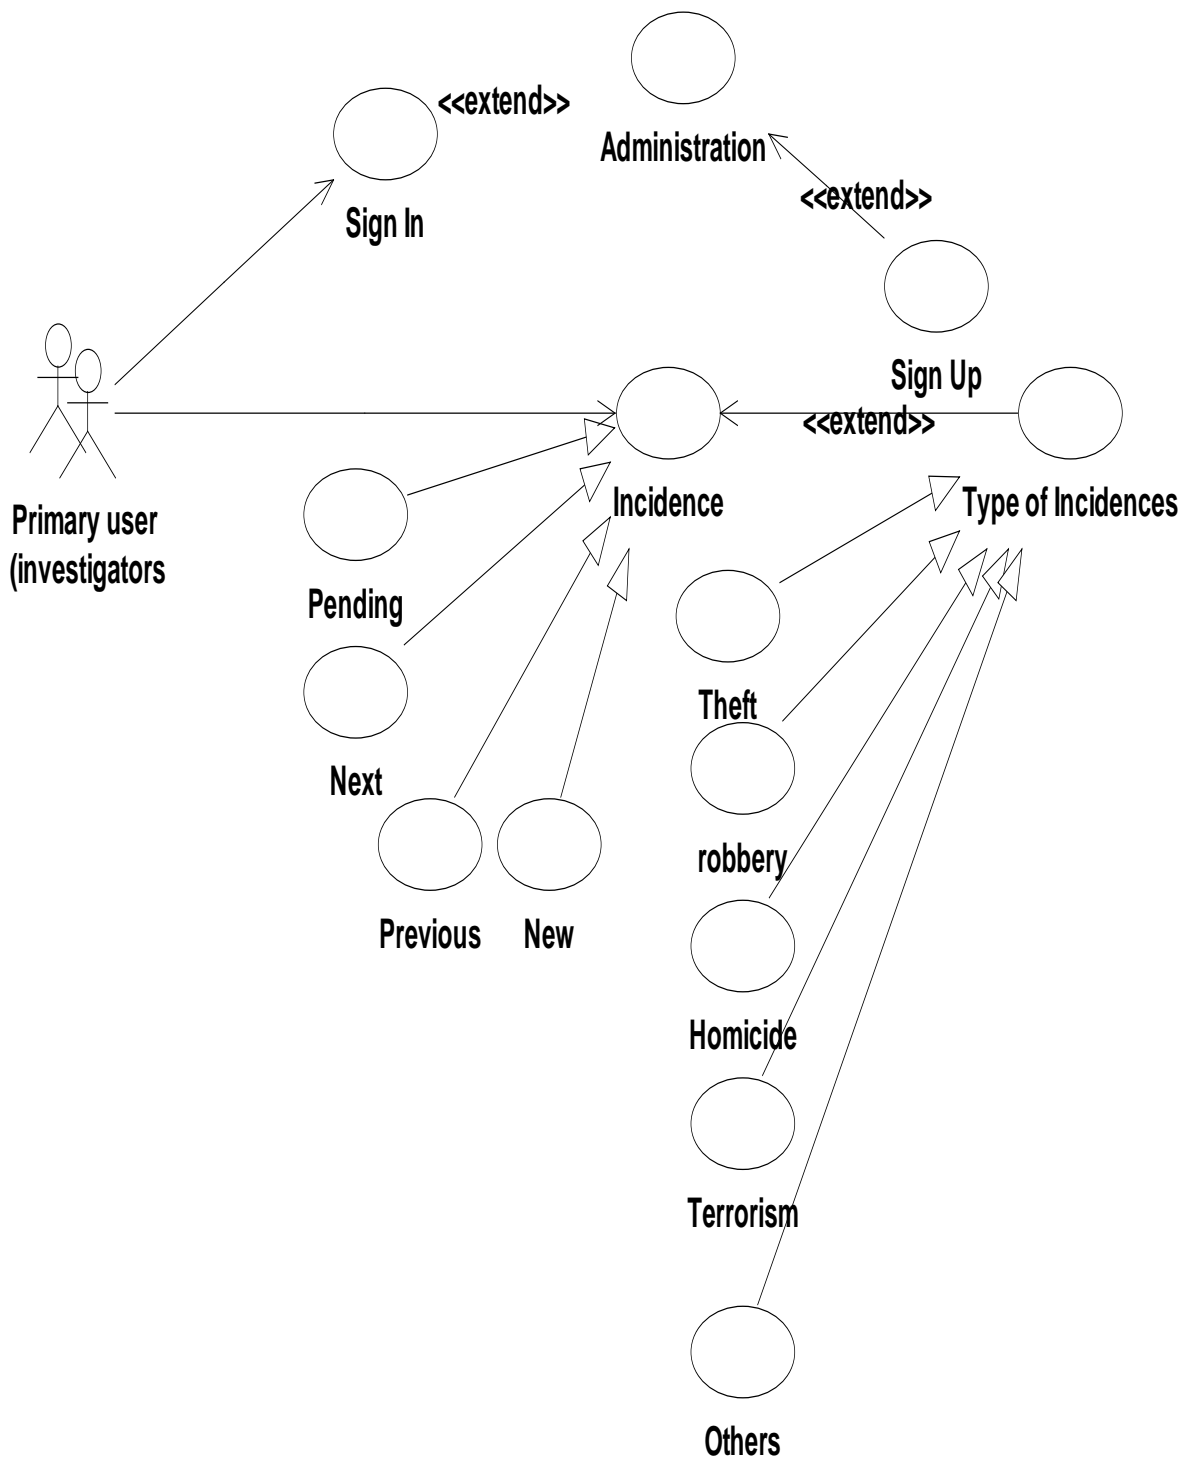 <<extend>>
Administration
<<extend>>
Sign In
Sign Up
<<extend>>
Primary user
(investigators
Incidence
Type of Incidences
Pending
Theft
Next
robbery
Previous
New
Homicide
Terrorism
Others